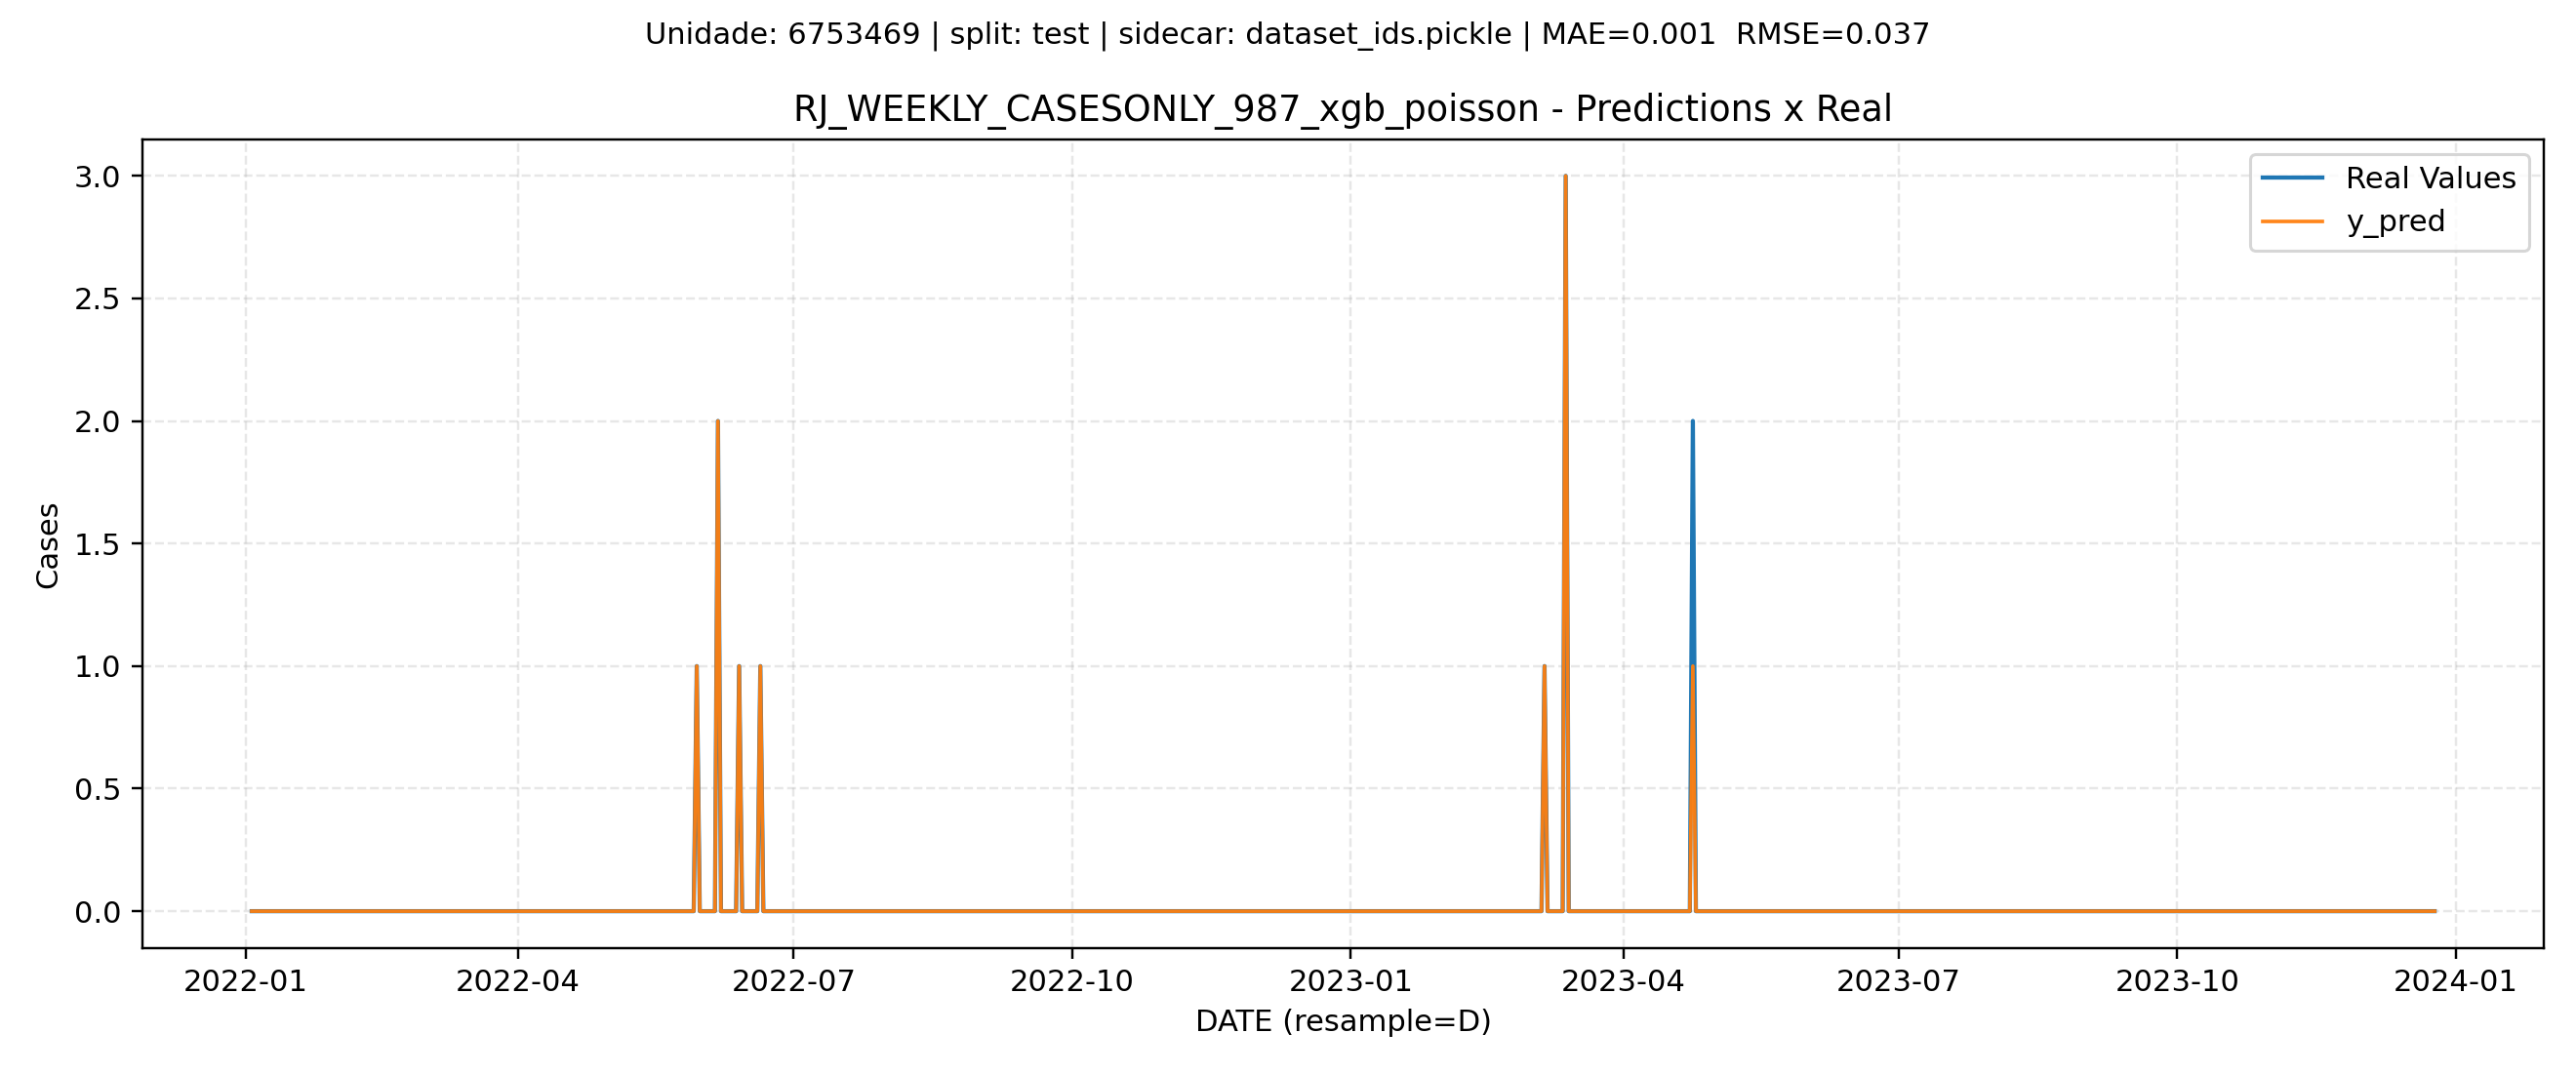 Unidade: 6753469 | split: test | sidecar: dataset_ids.pickle | MAE=0.001  RMSE=0.037
RJ_WEEKLY_CASESONLY_987_xgb_poisson - Predictions x Real
Real Values
y_pred
Cases
3.0
2.5
2.0
1.5
1.0
0.5
0.0
2022-01 2022-04 2022-07 2022-10 2023-01 2023-04 2023-07 2023-10 2024-01
DATE (resample=D)